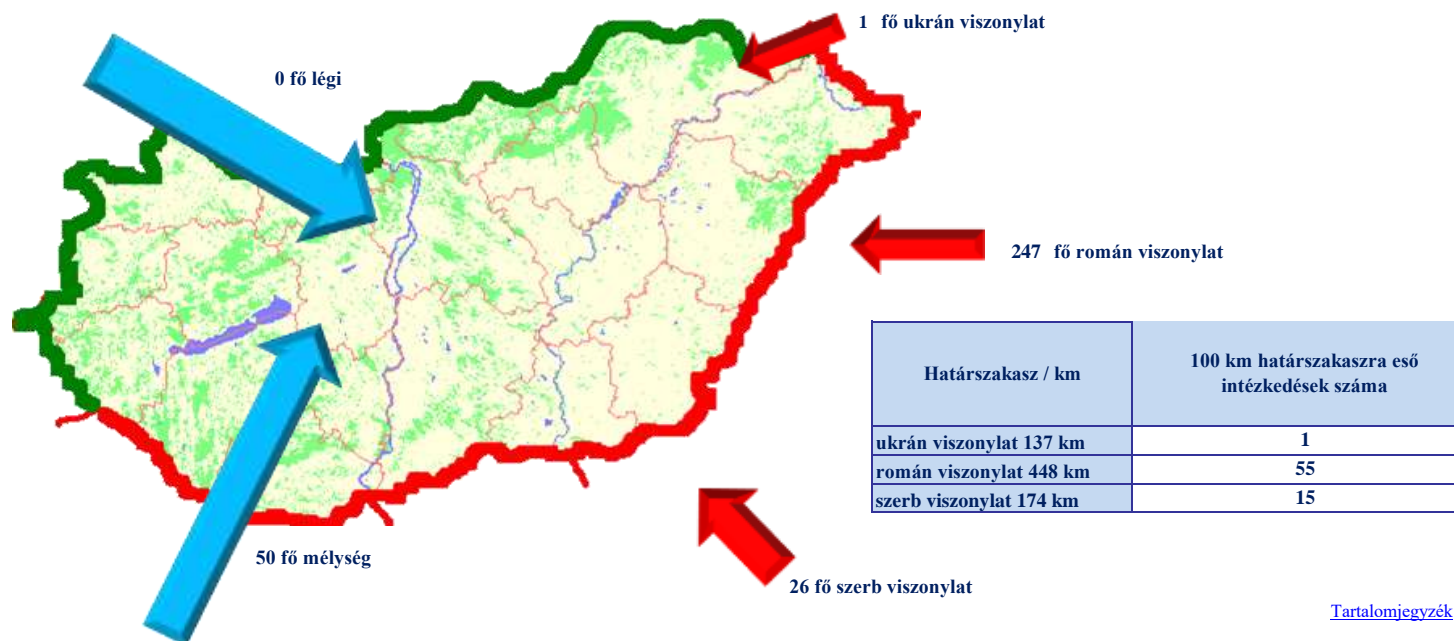 1 fő ukrán viszonylat
0 fő légi
247 fő román viszonylat
Határszakasz / km
100 km határszakaszra eső
intézkedések száma
ukrán viszonylat 137 km
1
román viszonylat 448 km
55
szerb viszonylat 174 km
15
50 fő mélység
26 fő szerb viszonylat
Tartalomjegyzék